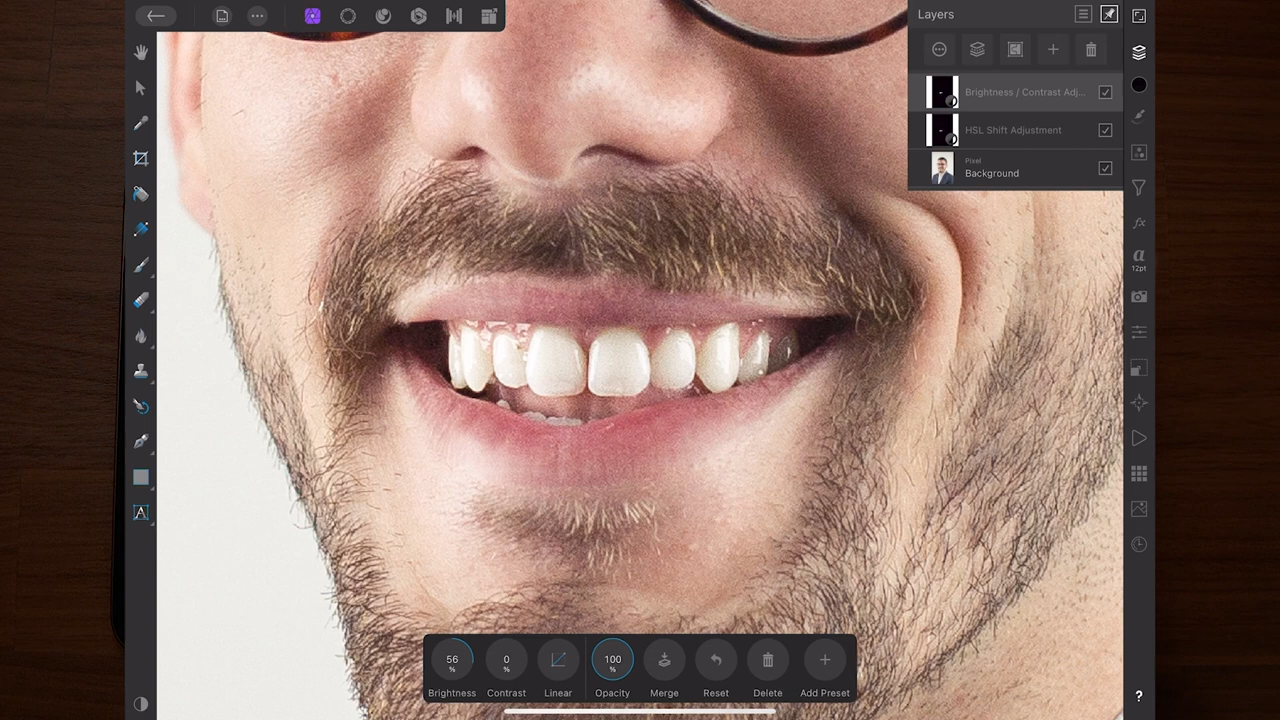 Layers
Brightness / Contrast Adj...
HSL Shift Adjustment
Pixel
Background
a
12pt
A
56
%
Brightness
0
%
Contrast
Linear
100
%
Opacity
Merge
Reset
Delete
Add Preset
?